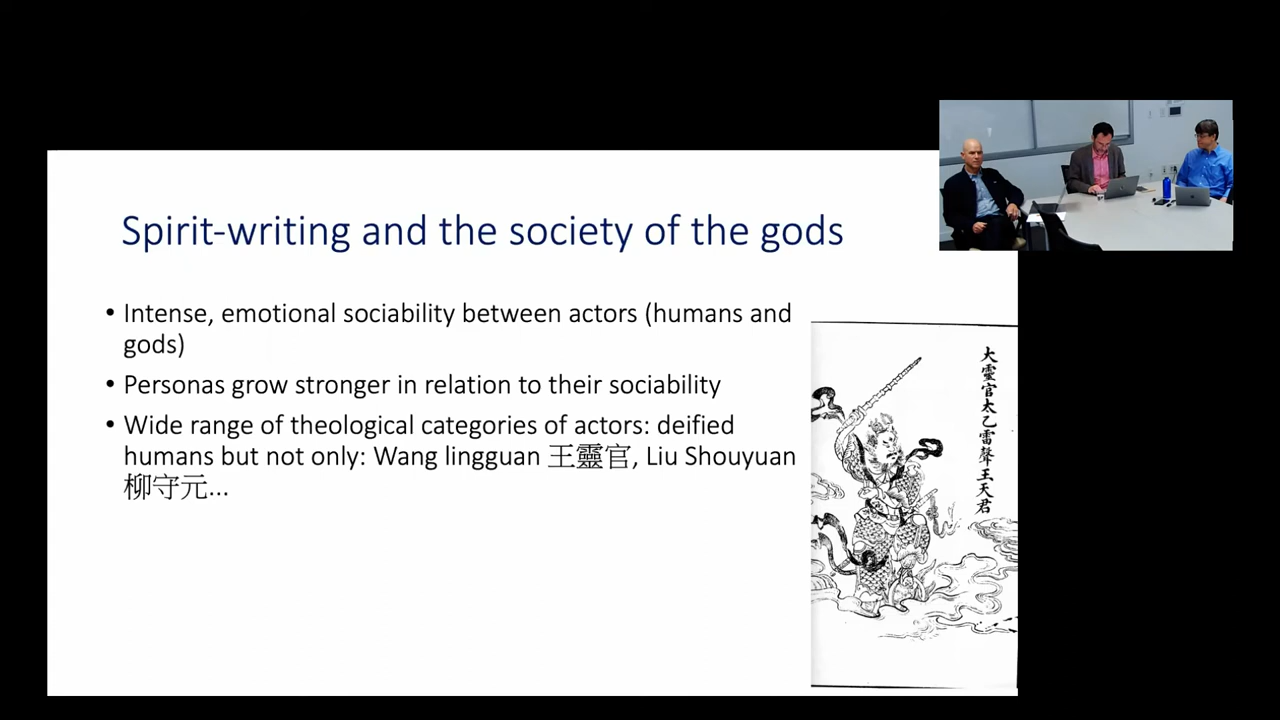 Spirit-writing and the society of the gods
• Intense, emotional sociability between actors (humans and
gods)
• Personas grow stronger in relation to their sociability
• Wide range of theological categories of actors: deified
humans but not only: Wang lingguan 王靈官, Liu Shouyuan
柳守元...
大靈官太乙雷聲王天君